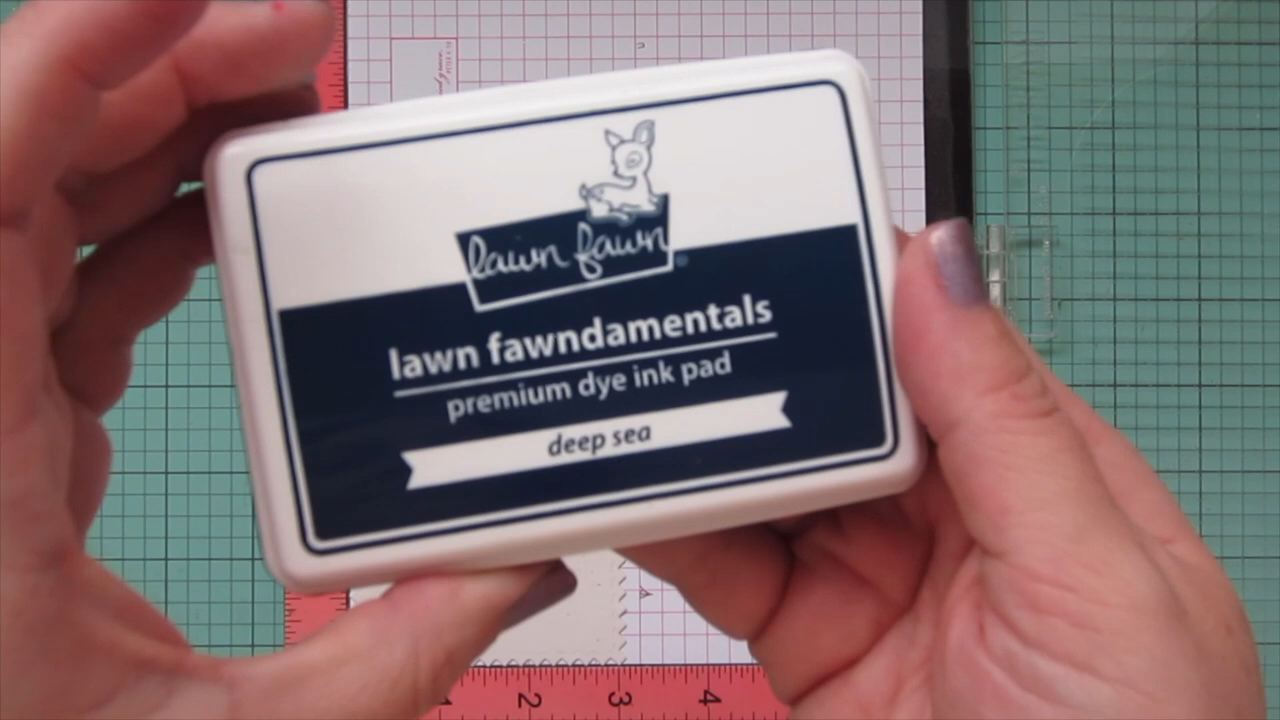 lawn fawn
lawn fawndamentals
premium dye ink pad
deep sea
2 3 4